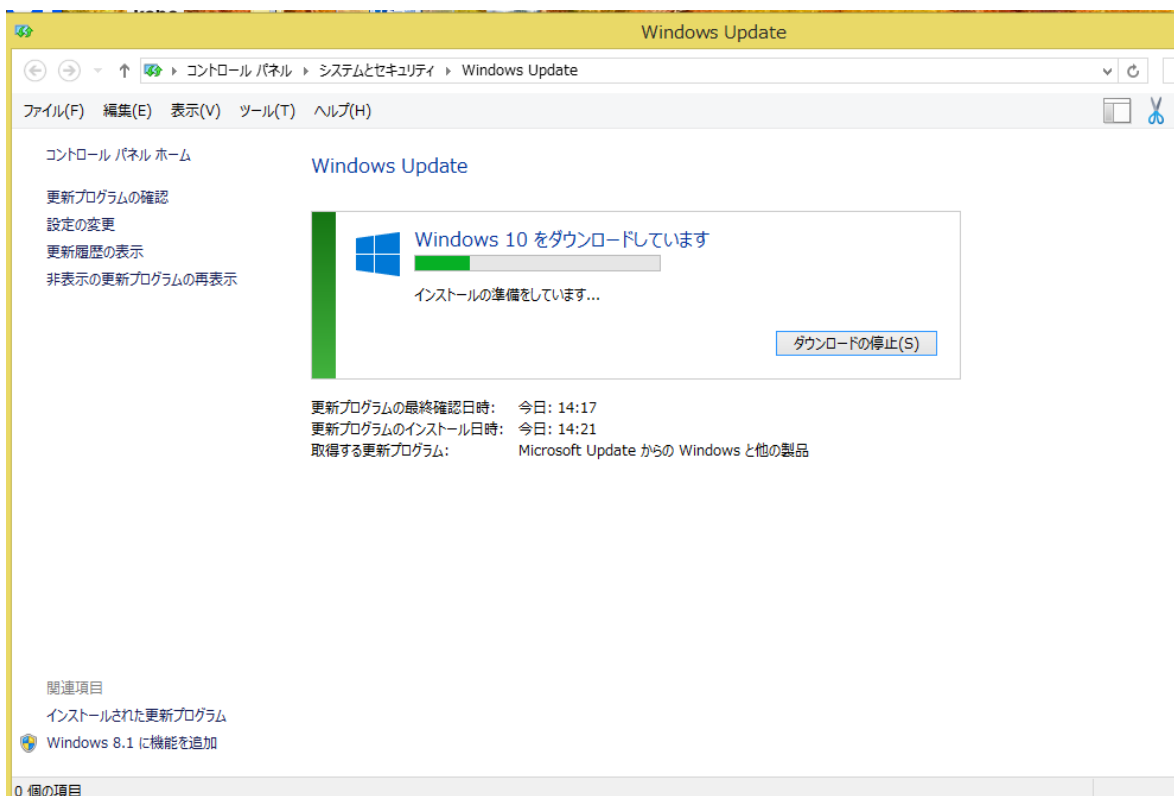 Windows Update
コントロール パネル システムとセキュリティ Windows Update
ファイル(F) 編集(E) 表示(V) ツール(T) ヘルプ(H)
コントロール パネル ホーム
更新プログラムの確認
設定の変更
更新履歴の表示
非表示の更新プログラムの再表示
Windows Update
Windows 10 をダウンロードしています
インストールの準備をしています...
ダウンロードの停止(S)
更新プログラムの最終確認日時: 今日: 14:17
更新プログラムのインストール日時: 今日: 14:21
取得する更新プログラム: Microsoft Update からの Windows と他の製品
関連項目
インストールされた更新プログラム
Windows 8.1 に機能を追加
0 個の項目